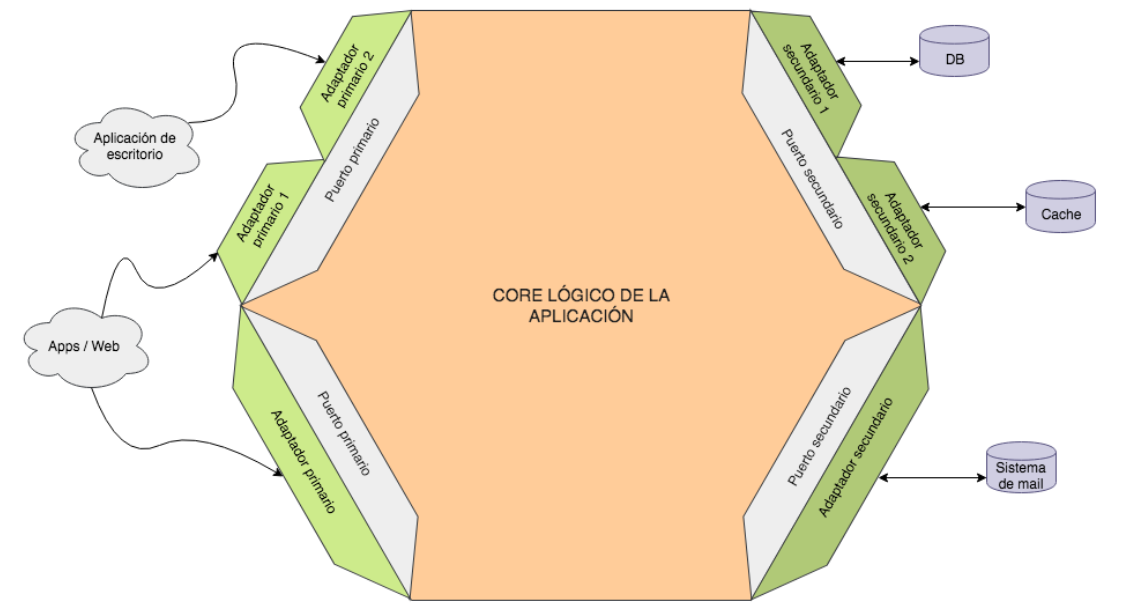 Adaptador
primario 2
Puerto primario
Aplicación de
escritorio
Adaptador
primario 1
Apps / Web
Adaptador primario
Puerto primario
CORE LÓGICO DE LA
APLICACIÓN
Adaptador
secundario 1
Puerto secundario
DB
Adaptador
secundario 2
Cache
Puerto secundario
Adaptador secundario
Sistema
de mail